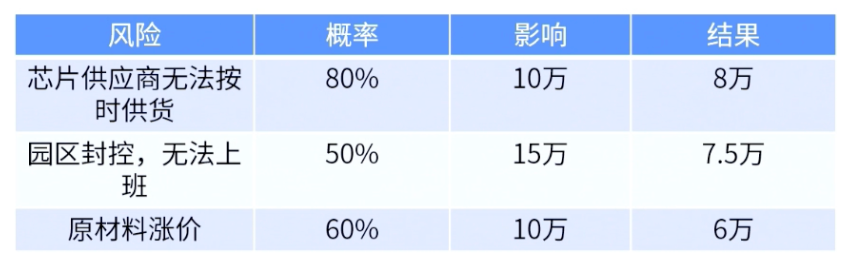 风险 概率 影响 结果
芯片供应商无法按 80% 10万 8万
时供货
园区封控，无法上 50% 15万 7.5万
班
原材料涨价 60% 10万 6万